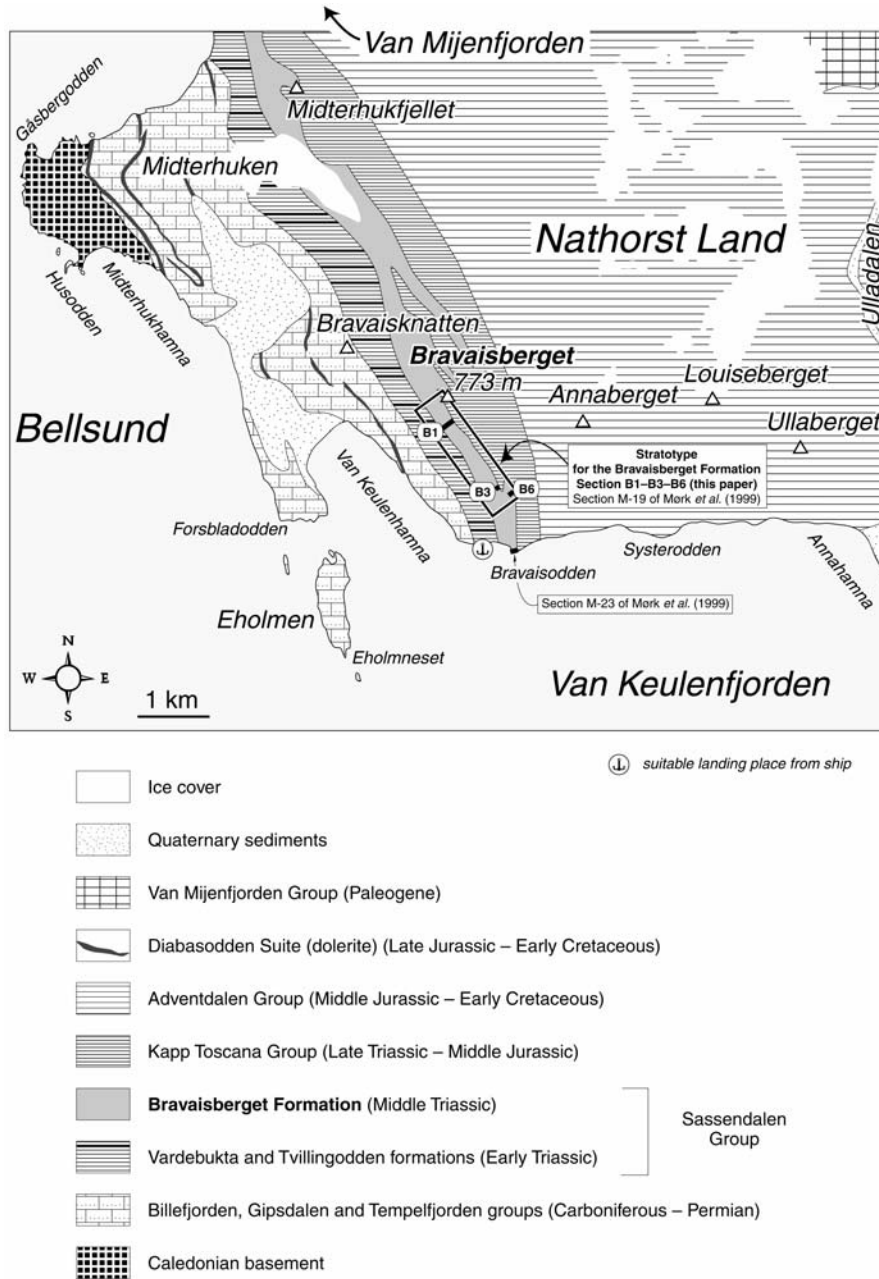 Van Mijenfjorden
Gåsbergodden
Midterhukfjellet
Midterhuken
Nathorst Land
Ulladalen
Husodden
Midterhukhamna
Bravaisknatten
Bravaisberget
773 m
Louiseberget
Annaberget
Ullaberget
Bellsund
B1
Stratotype
for the Bravaisberget Formation
Section B1–B3–B6 (this paper)
Section M-19 of Mørk et al. (1999)
B3
B6
Van Keulenhamna
Forsbladodden
Bravaisodden
Systerodden
Annahamna
Section M-23 of Mørk et al. (1999)
Eholmen
Eholmneset
Van Keulenfjorden
N
W E
S
1 km
suitable landing place from ship
Ice cover
Quaternary sediments
Van Mijenfjorden Group (Paleogene)
Diabasodden Suite (dolerite) (Late Jurassic – Early Cretaceous)
Adventdalen Group (Middle Jurassic – Early Cretaceous)
Kapp Toscana Group (Late Triassic – Middle Jurassic)
Bravaisberget Formation (Middle Triassic)
Sassendalen
Group
Vardebukta and Tvillingodden formations (Early Triassic)
Billefjorden, Gipsdalen and Tempelfjorden groups (Carboniferous – Permian)
Caledonian basement